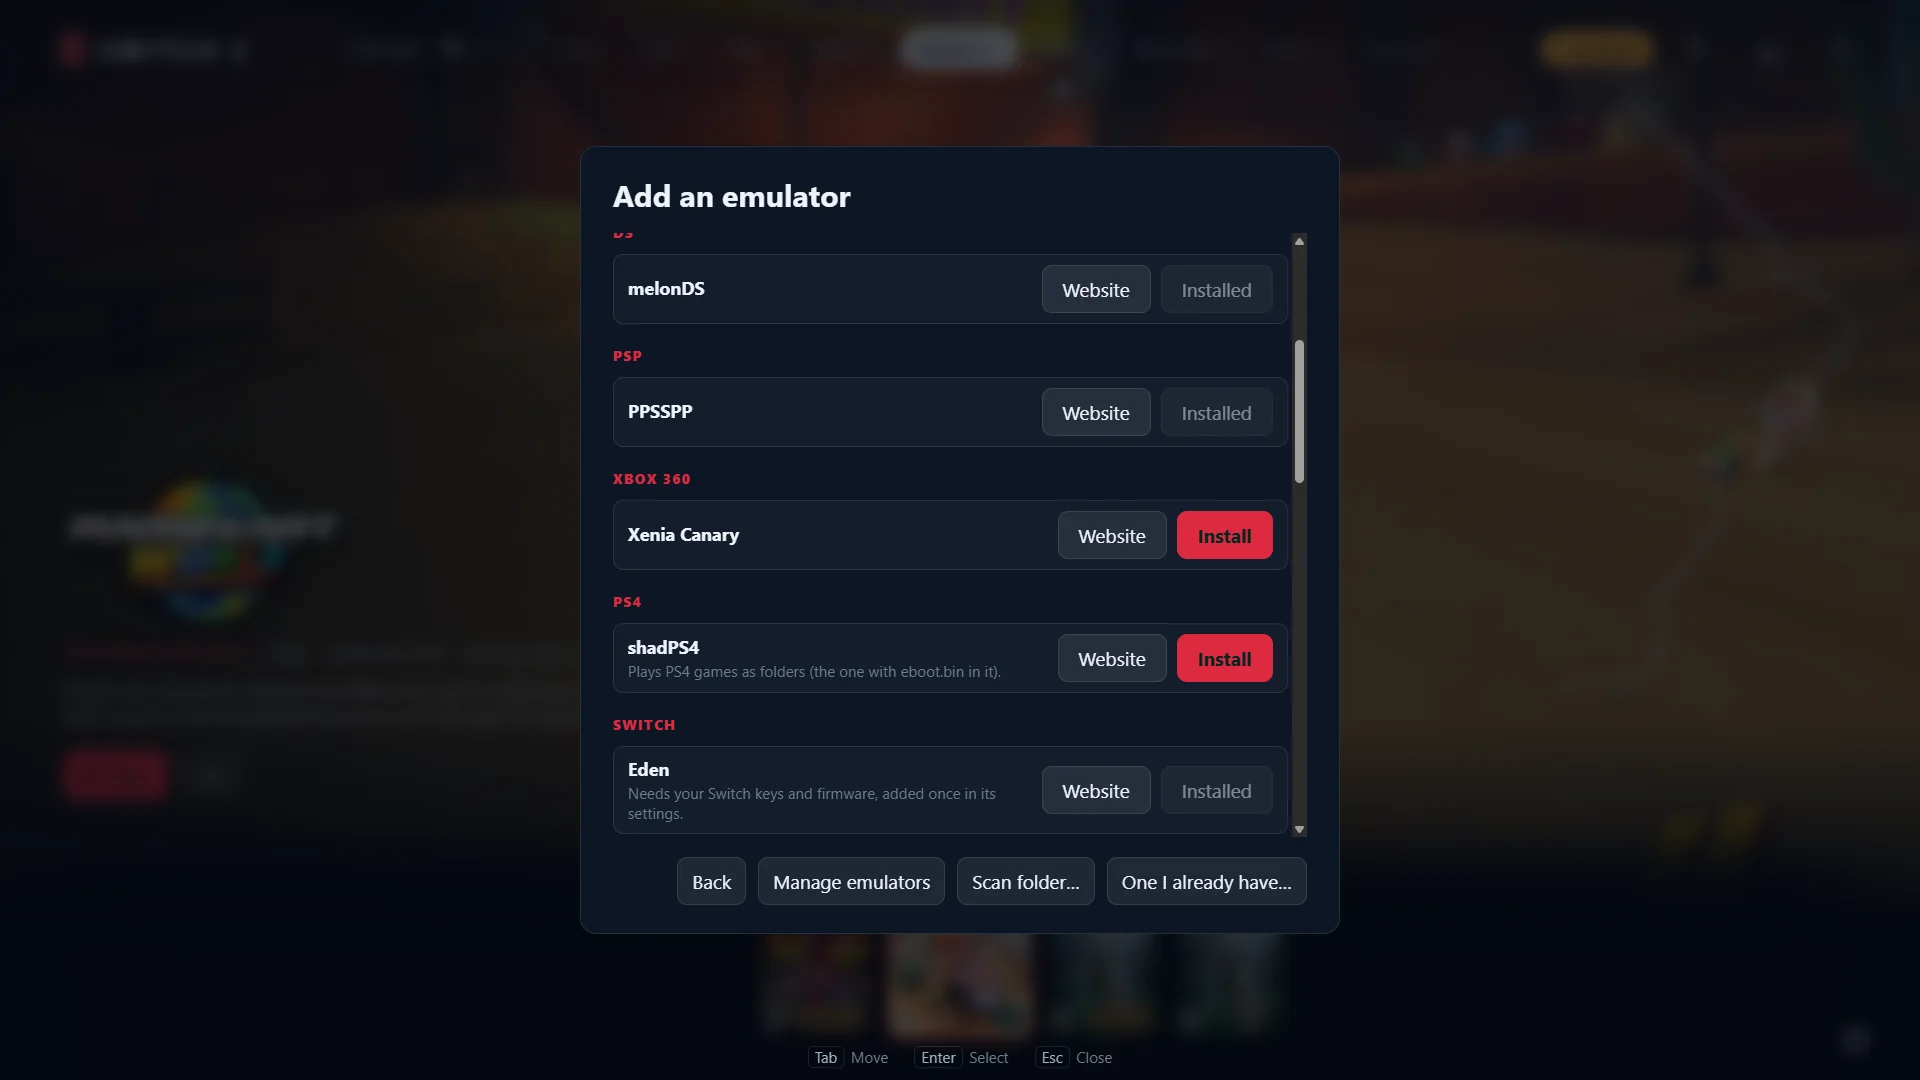 Add an emulator
DS
melonDS
Website
Installed
PSP
PPSSPP
Website
Installed
XBOX 360
Xenia Canary
Website
Install
PS4
shadPS4
Plays PS4 games as folders (the one with eboot.bin in it).
Website
Install
SWITCH
Eden
Needs your Switch keys and firmware, added once in its
settings.
Website
Installed
Back
Manage emulators
Scan folder...
One I already have...
Tab Move
Enter Select
Esc Close